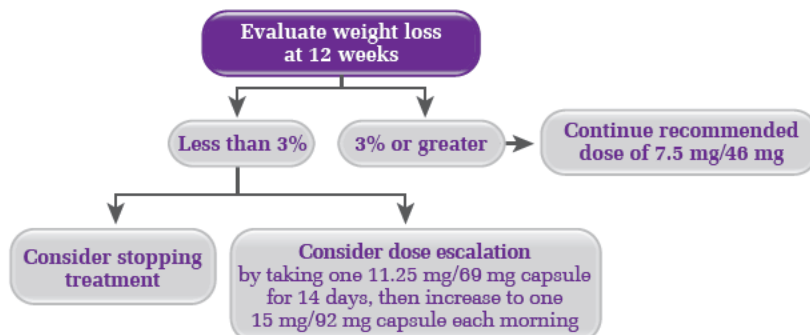 Evaluate weight loss
at 12 weeks
Less than 3%
3% or greater
Continue recommended
dose of 7.5 mg/46 mg
Consider stopping
treatment
Consider dose escalation
by taking one 11.25 mg/69 mg capsule
for 14 days, then increase to one
15 mg/92 mg capsule each morning